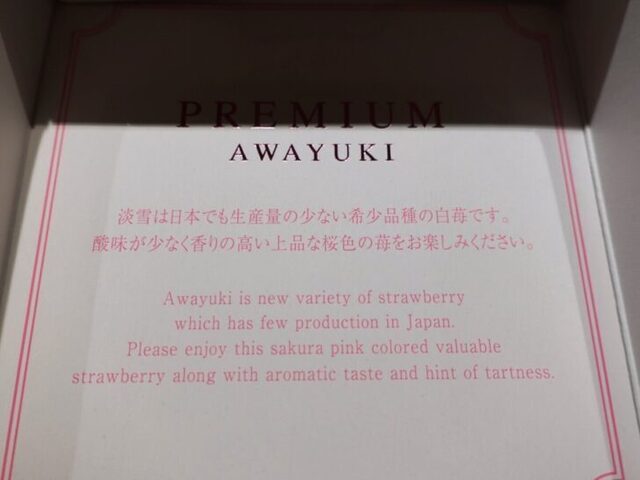 PREMIUM
AWAYUKI
淡雪は日本でも生産量の少ない希少品種の白苺です。
酸味が少なく香りの高い上品な桜色の苺をお楽しみください。
Awayuki is new variety of strawberry
which has few production in Japan.
Please enjoy this sakura pink colored valuable
strawberry along with aromatic taste and hint of tartness.